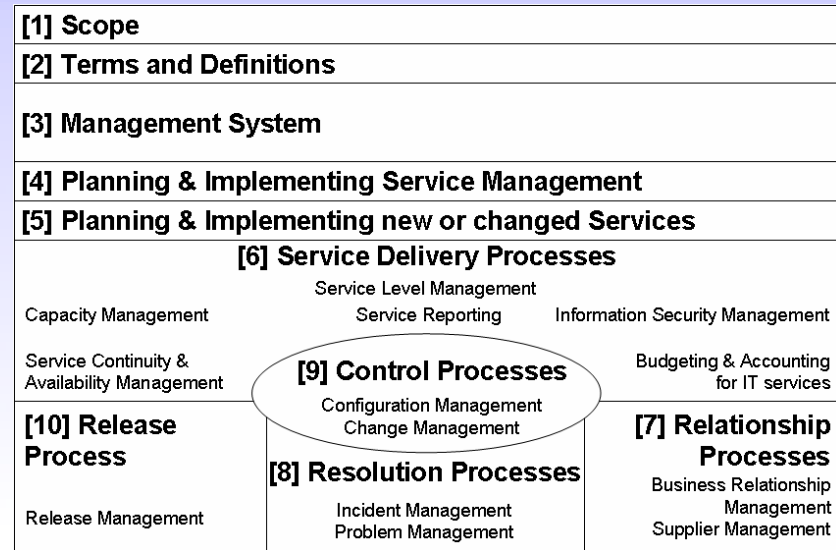 [1] Scope
[2] Terms and Definitions
[3] Management System
[4] Planning & Implementing Service Management
[5] Planning & Implementing new or changed Services
[6] Service Delivery Processes
Service Level Management
Capacity Management
Service Reporting
Information Security Management
Service Continuity &
Availability Management
Budgeting & Accounting
for IT services
[9] Control Processes
Configuration Management
Change Management
[10] Release
Process
Release Management
[8] Resolution Processes
Incident Management
Problem Management
[7] Relationship
Processes
Business Relationship
Management
Supplier Management